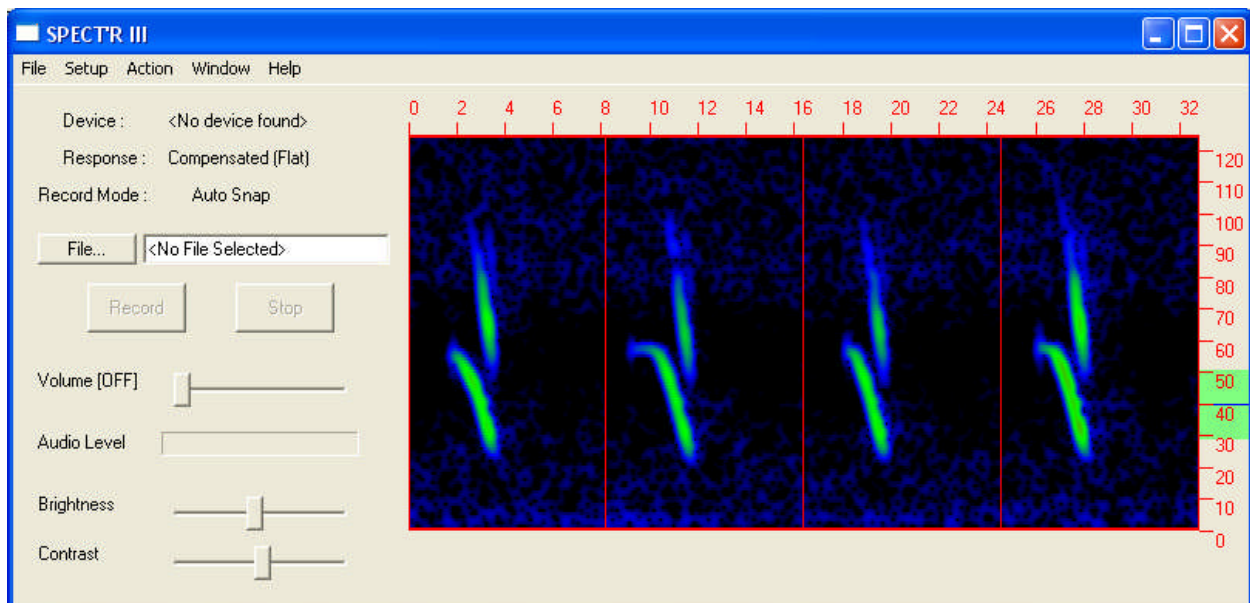 SPECT'R III
File Setup Action Window Help
Device : <No device found>
Response : Compensated (Flat)
Record Mode : Auto Snap
File... <No File Selected>
Record Stop
Volume [OFF]
Audio Level
Brightness
Contrast
0 2 4 6 8 10 12 14 16 18 20 22 24 26 28 30 32
120
110
100
90
80
70
60
50
40
30
20
10
0